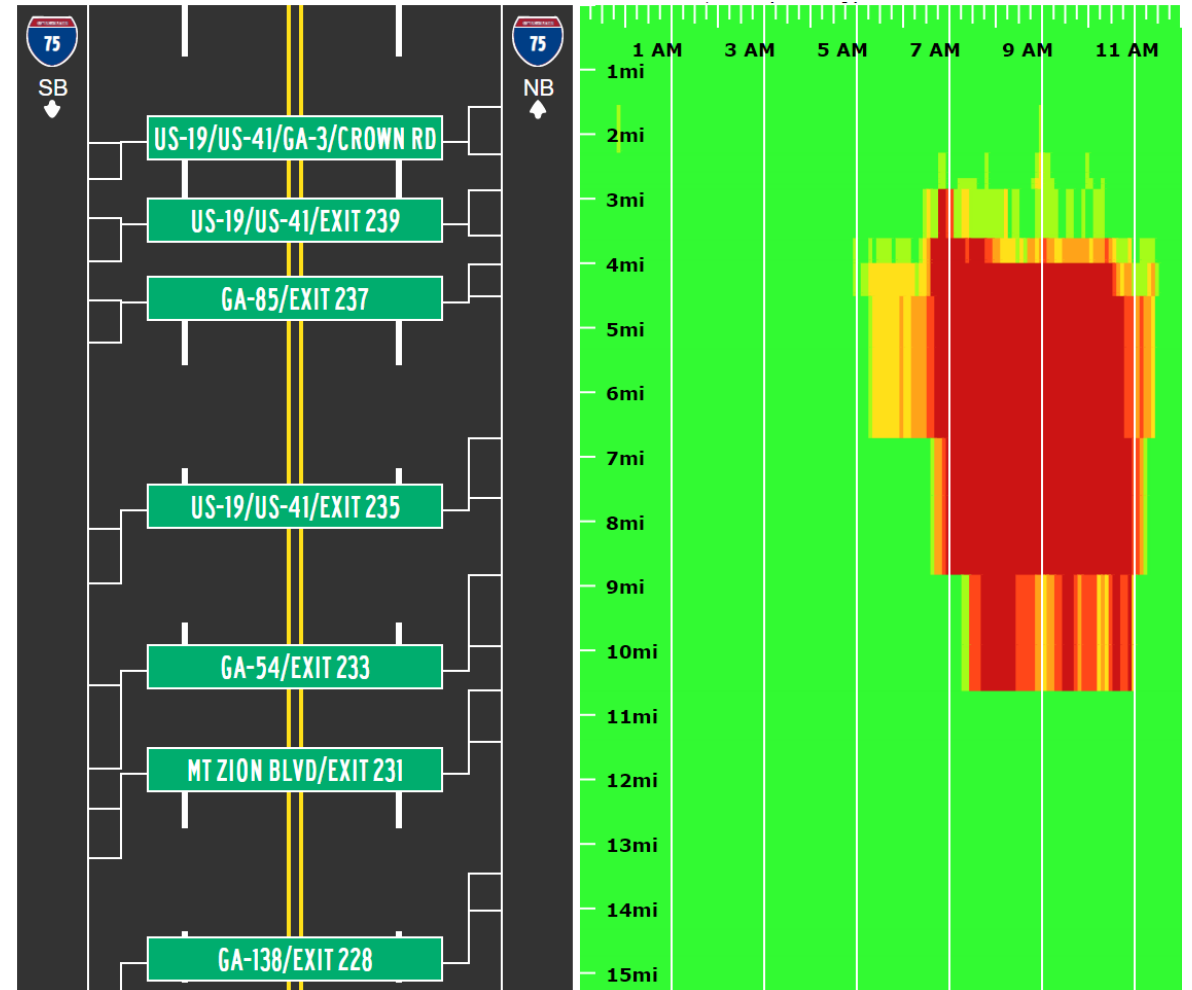 75
SB
75
NB
US-19/US-41/GA-3/CROWN RD
US-19/US-41/EXIT 239
GA-85/EXIT 237
US-19/US-41/EXIT 235
GA-54/EXIT 233
MT ZION BLVD/EXIT 231
GA-138/EXIT 228
1 AM 3 AM 5 AM 7 AM 9 AM 11 AM
1mi
2mi
3mi
4mi
5mi
6mi
7mi
8mi
9mi
10mi
11mi
12mi
13mi
14mi
15mi